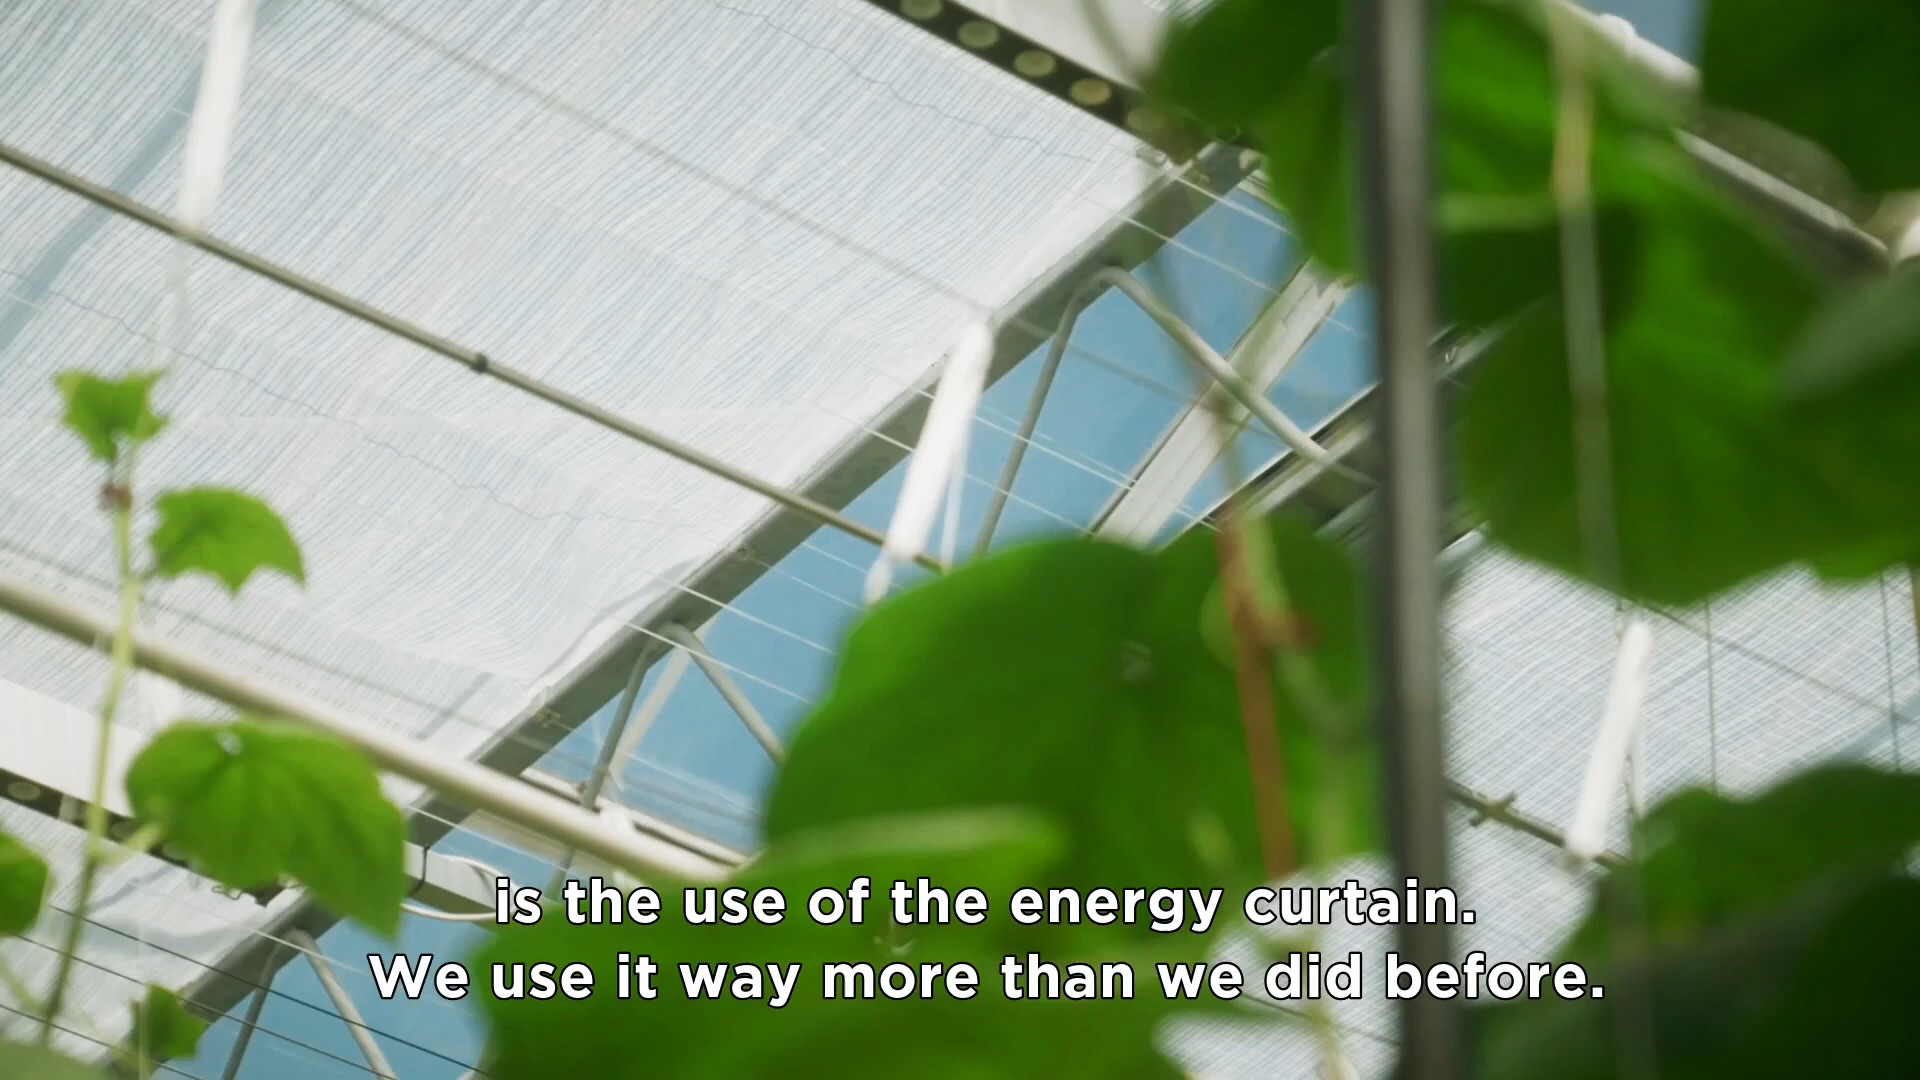 is the use of the energy curtain.
We use it way more than we did before.